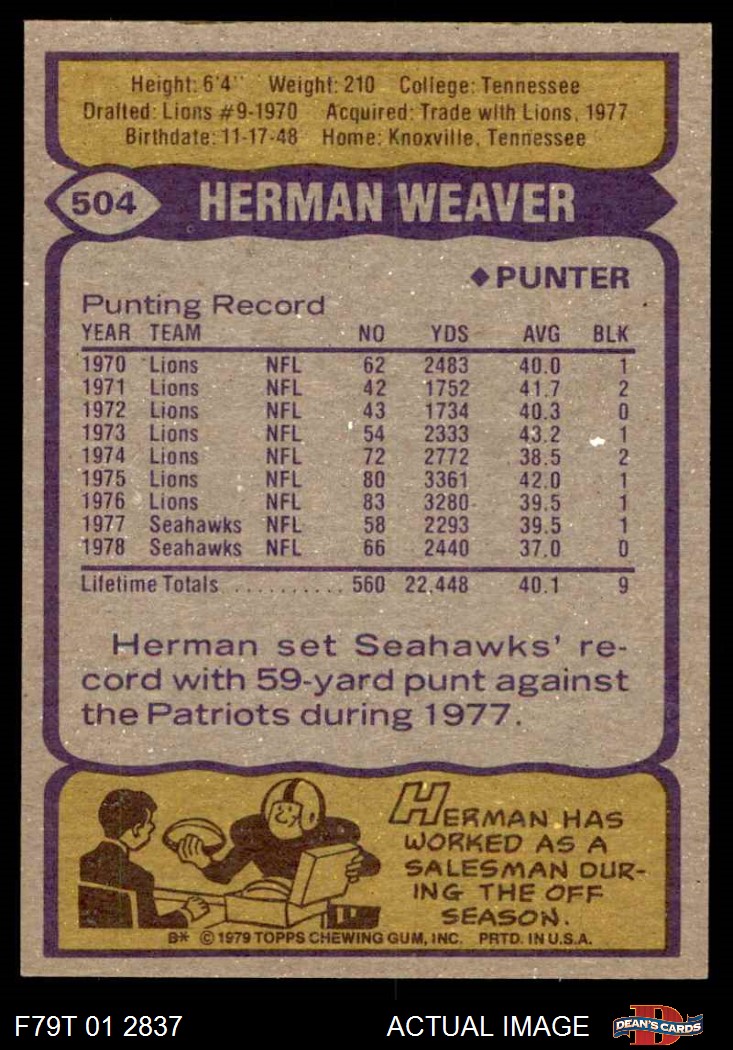 Height: 6'4" Weight: 210 College: Tennessee
Drafted: Lions #9-1970 Acquired: Trade with Lions, 1977
Birthdate: 11-17-48 Home: Knoxville, Tennessee
504 HERMAN WEAVER
◆PUNTER
Punting Record
YEAR TEAM NO YDS AVG BLK
1970 Lions NFL 62 2483 40.0 1
1971 Lions NFL 42 1752 41.7 2
1972 Lions NFL 43 1734 40.3 0
1973 Lions NFL 54 2333 43.2 1
1974 Lions NFL 72 2772 38.5 2
1975 Lions NFL 80 3361 42.0 1
1976 Lions NFL 83 3280 39.5 1
1977 Seahawks NFL 58 2293 39.5 1
1978 Seahawks NFL 66 2440 37.0 0
Lifetime Totals .......... 560 22,448 40.1 9
Herman set Seahawks' re-
cord with 59-yard punt against
the Patriots during 1977.
HERMAN HAS
WORKED AS A
SALESMAN DUR-
ING THE OFF
SEASON.
B* © 1979 TOPPS CHEWING GUM, INC. PRTD. IN U.S.A.
F79T 01 2837 ACTUAL IMAGE D DEAN'S CARDS